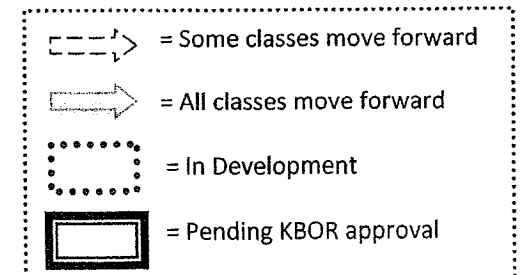 = Some classes move forward
= All classes move forward
= In Development
= Pending KBOR approval